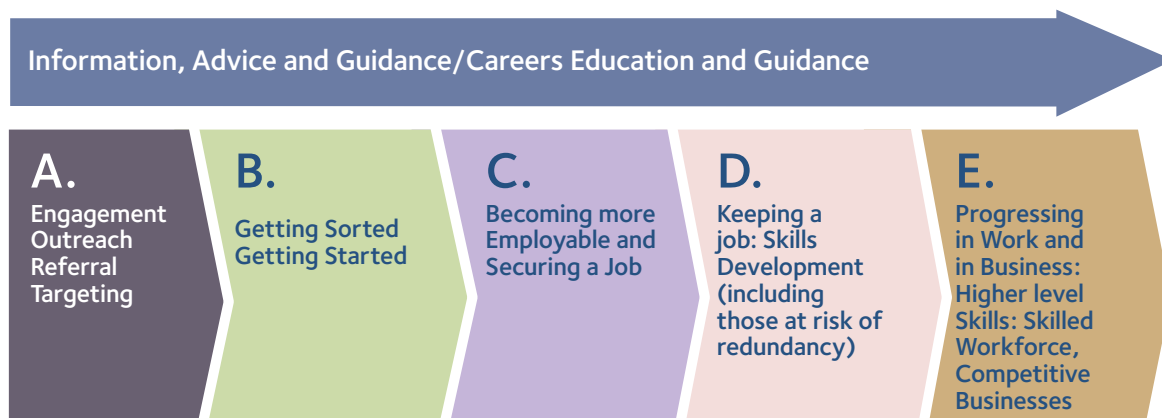 Information, Advice and Guidance/Careers Education and Guidance
A.
Engagement
Outreach
Referral
Targeting
B.
Getting Sorted
Getting Started
C.
Becoming more
Employable and
Securing a Job
D.
Keeping a
job: Skills
Development
(including
those at risk of
redundancy)
E.
Progressing
in Work and
in Business:
Higher level
Skills: Skilled
Workforce,
Competitive
Businesses